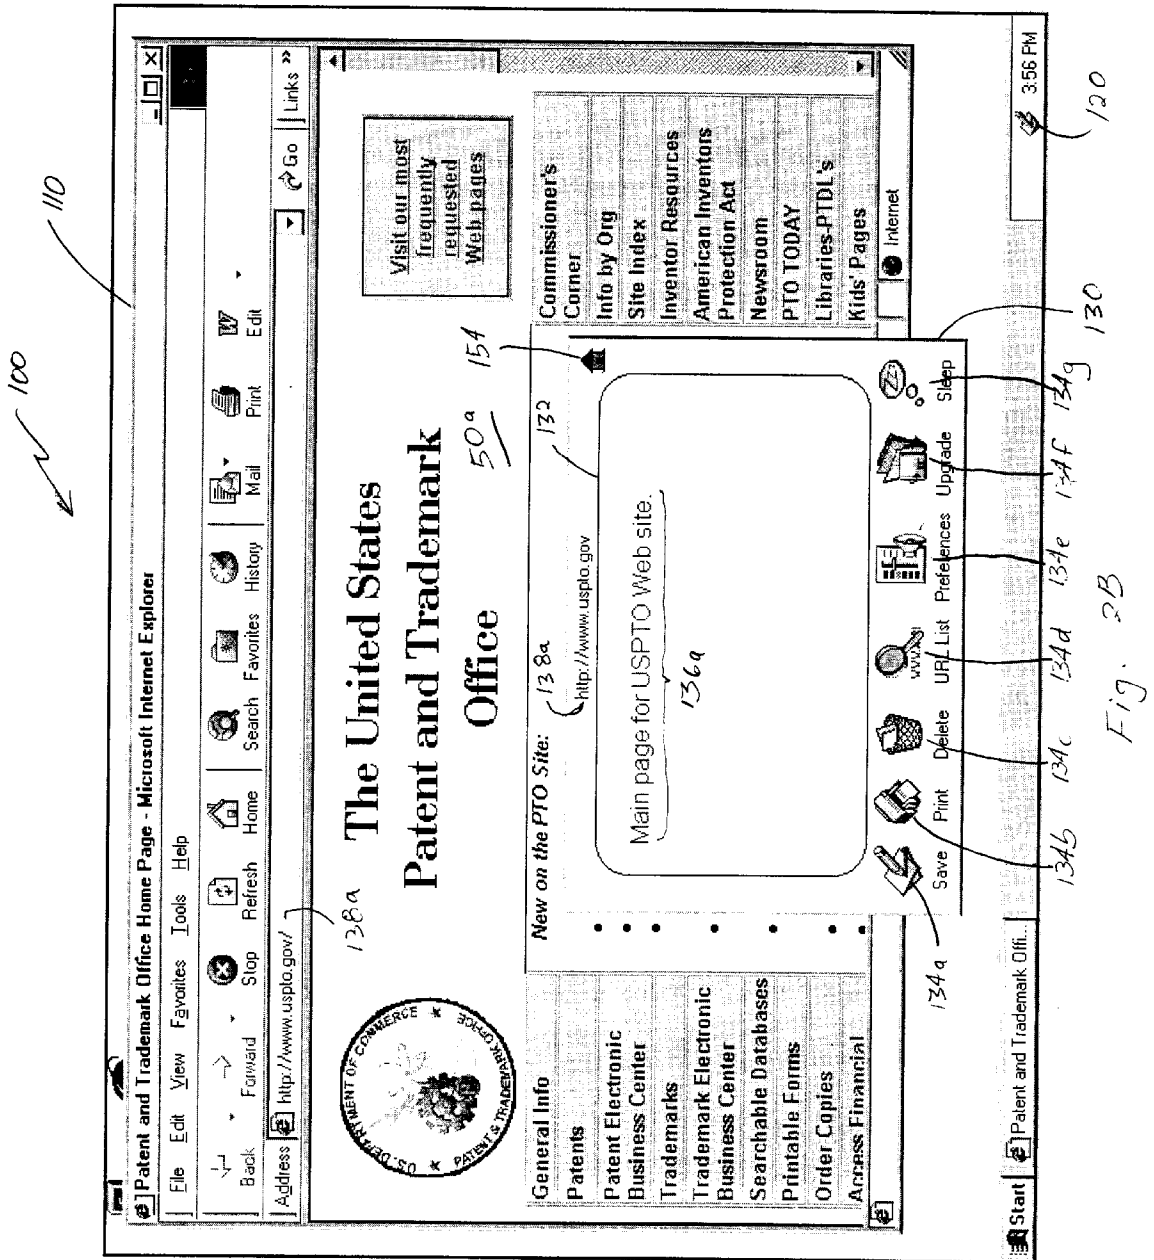 100
110
Patent and Trademark Office Home Page - Microsoft Internet Explorer
File Edit View Favorites Tools Help
Back Forward Stop Refresh Home Search Favorites History Mail Print Edit
Address http://www.uspto.gov/ Go Links »
138a
U.S. DEPARTMENT OF COMMERCE
PATENT & TRADEMARK OFFICE
The United States
Patent and Trademark
Office
50a
Visit our most
frequently
requested
Web pages
General Info
Patents
Patent Electronic
Business Center
Trademarks
Trademark Electronic
Business Center
Searchable Databases
Printable Forms
Order Copies
Access Financial
New on the PTO Site:
138a
132
154
http://www.uspto.gov
Main page for USPTO Web site.
136a
Save Print Delete URL List Preferences Upgrade Sleep
Commissioner's
Corner
Info by Org
Site Index
Inventor Resources
American Inventors
Protection Act
Newsroom
PTO TODAY
Libraries-PTDL's
Kids' Pages
Internet
134a
134b
134c
134d
134e
134f
134g
130
Start Patent and Trademark Offi... 3:56 PM
120
Fig. 2B